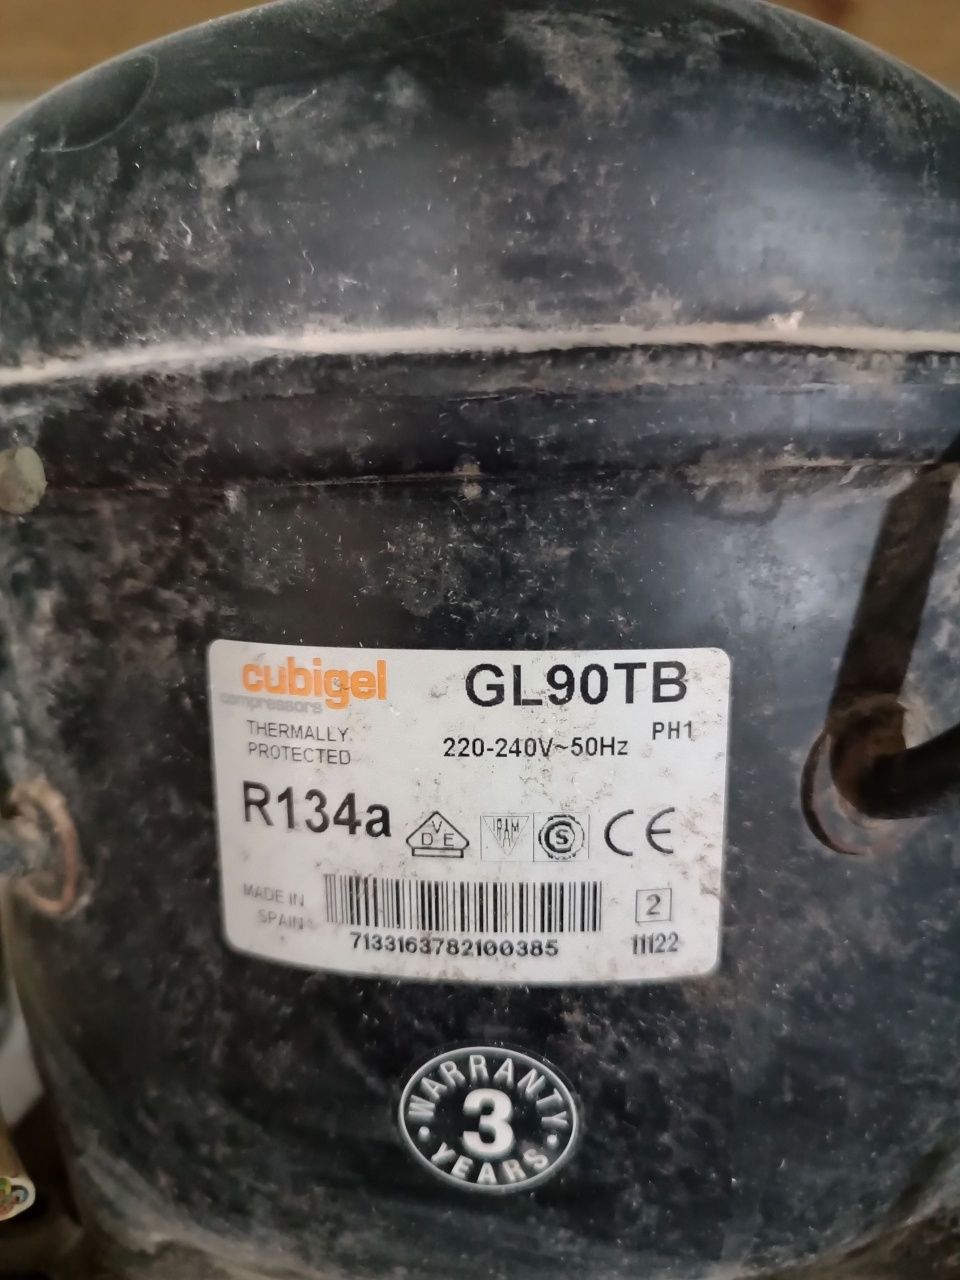 cubigel
compressors
GL90TB
THERMALLY
PROTECTED
220-240V~50Hz
PH1
R134a
VDE
IRAM
S
CE
MADE IN
SPAIN
2
7133163782100385
11122
WARRANTY
3
YEARS